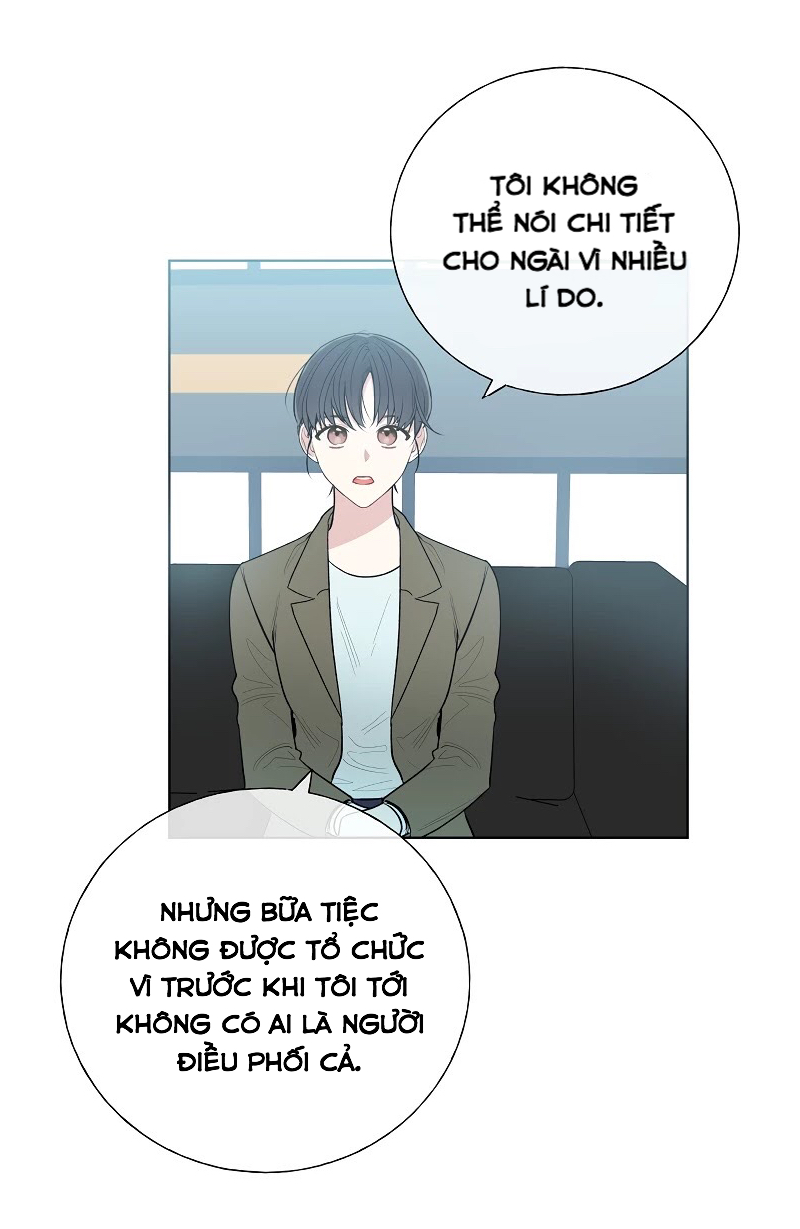 TÔI KHÔNG
THỂ NÓI CHI TIẾT
CHO NGÀI VÌ NHIỀU
LÍ DO.
NHƯNG BỮA TIỆC
KHÔNG ĐƯỢC TỔ CHỨC
VÌ TRƯỚC KHI TÔI TỚI
KHÔNG CÓ AI LÀ NGƯỜI
ĐIỀU PHỐI CẢ.